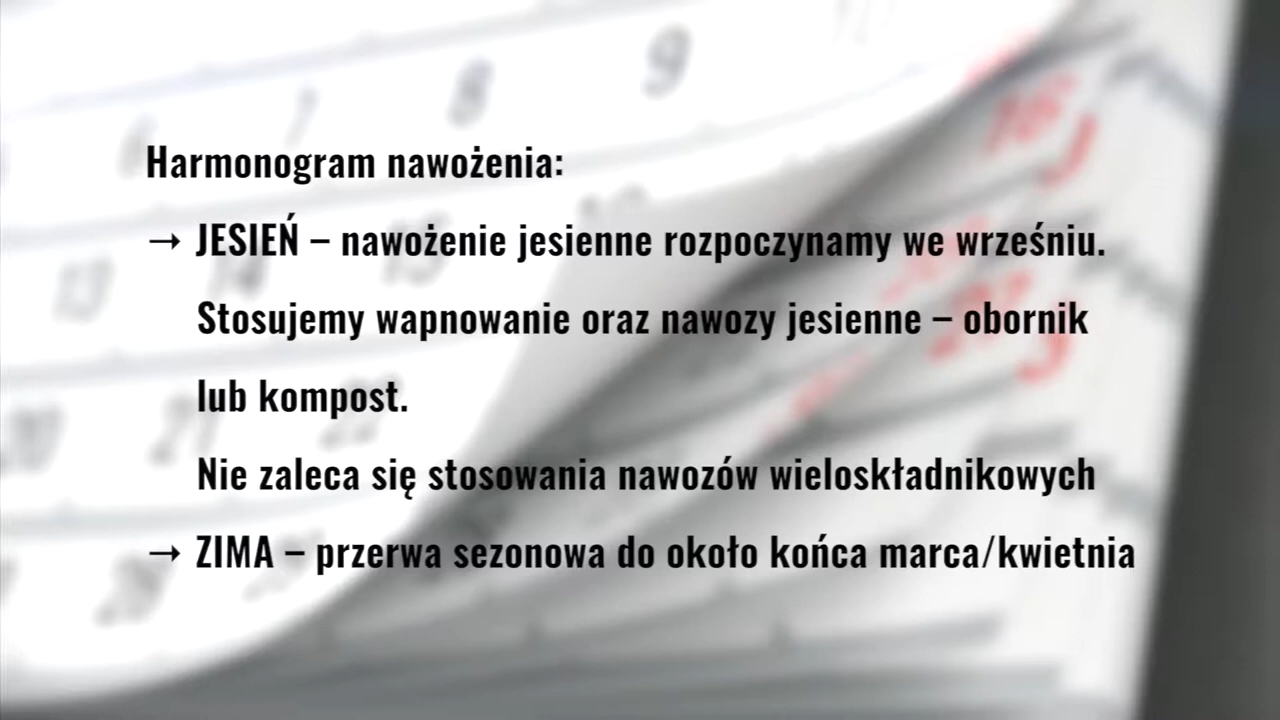 Harmonogram nawożenia:
→ JESIEŃ – nawożenie jesienne rozpoczynamy we wrześniu.
Stosujemy wapnowanie oraz nawozy jesienne – obornik
lub kompost.
Nie zaleca się stosowania nawozów wieloskładnikowych
→ ZIMA – przerwa sezonowa do około końca marca/kwietnia